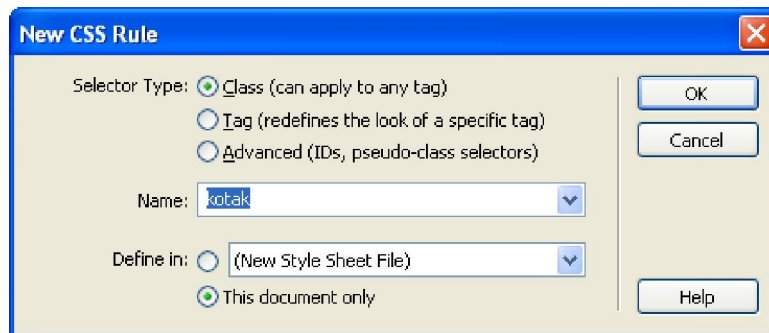 New CSS Rule
Selector Type: Class (can apply to any tag)
Tag (redefines the look of a specific tag)
Advanced (IDs, pseudo-class selectors)
Name: kotak
Define in: (New Style Sheet File)
This document only
OK
Cancel
Help